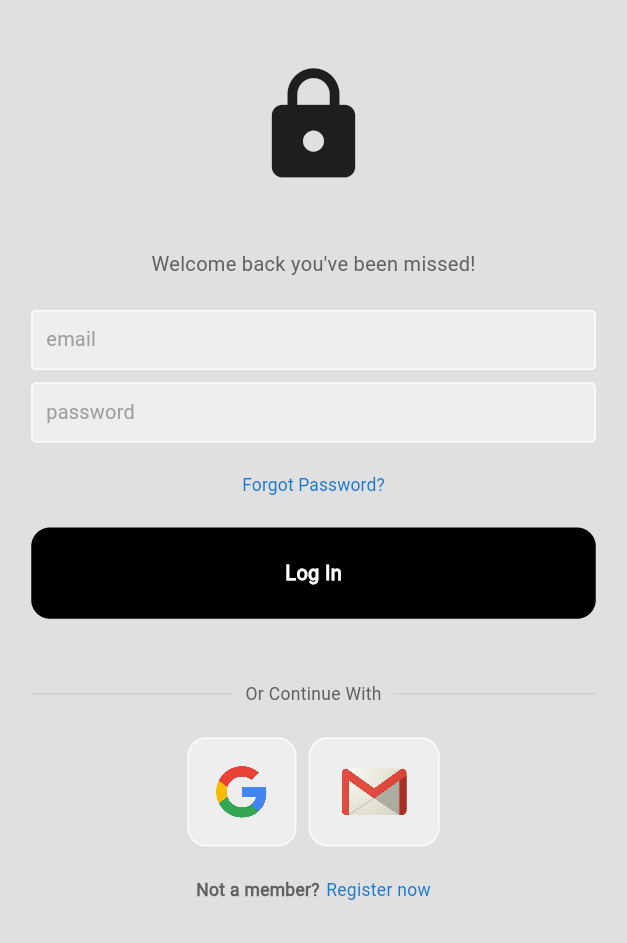 Welcome back you've been missed!
email
password
Forgot Password?
Log In
Or Continue With
Not a member? Register now